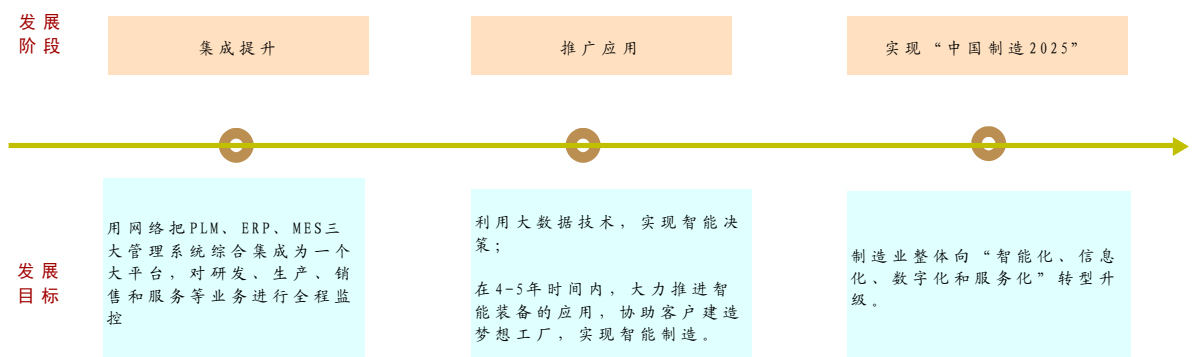 发展
阶段
集成提升
推广应用
实现“中国制造2025”
发展
目标
用网络把PLM、ERP、MES三
大管理系统综合集成为一个
大平台，对研发、生产、销
售和服务等业务进行全程监
控
利用大数据技术，实现智能决
策；
在4-5年时间内，大力推进智
能装备的应用，协助客户建造
梦想工厂，实现智能制造。
制造业整体向“智能化、信息
化、数字化和服务化”转型升
级。